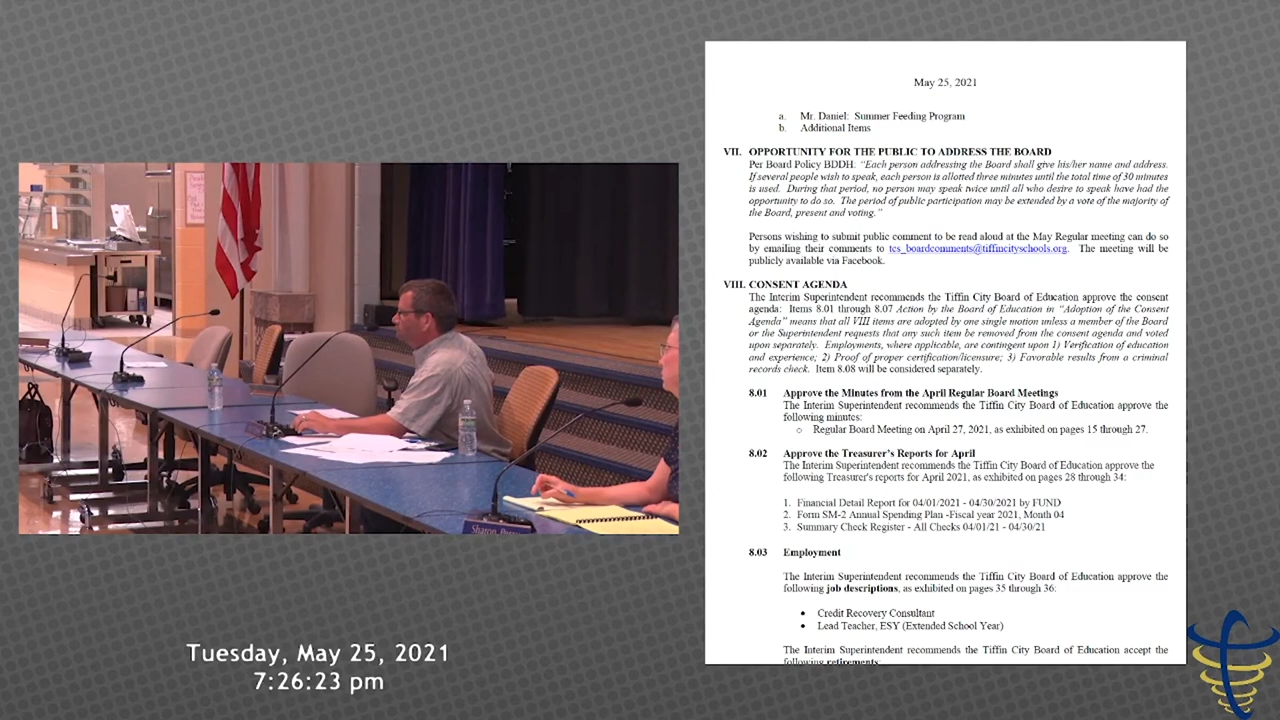 May 25, 2021
a. Mr. Daniel: Summer Feeding Program
b. Additional Items
VII. OPPORTUNITY FOR THE PUBLIC TO ADDRESS THE BOARD
Per Board Policy BDDH: “Each person addressing the Board shall give his/her name and address.
If several people wish to speak, each person is allotted three minutes until the total time of 30 minutes
is used. During that period, no person may speak twice until all who desire to speak have had the
opportunity to do so. The period of public participation may be extended by a vote of the majority of
the Board, present and voting.”
Persons wishing to submit public comment to be read aloud at the May Regular meeting can do so
by emailing their comments to tcs_boardcomments@tiffincityschools.org. The meeting will be
publicly available via Facebook.
VIII. CONSENT AGENDA
The Interim Superintendent recommends the Tiffin City Board of Education approve the consent
agenda: Items 8.01 through 8.07 Action by the Board of Education in “Adoption of the Consent
Agenda” means that all VIII items are adopted by one single motion unless a member of the Board
or the Superintendent requests that any such item be removed from the consent agenda and voted
upon separately. Employments, where applicable, are contingent upon 1) Verification of education
and experience; 2) Proof of proper certification/licensure; 3) Favorable results from a criminal
records check. Item 8.08 will be considered separately.
8.01 Approve the Minutes from the April Regular Board Meetings
The Interim Superintendent recommends the Tiffin City Board of Education approve the
following minutes:
o Regular Board Meeting on April 27, 2021, as exhibited on pages 15 through 27.
8.02 Approve the Treasurer’s Reports for April
The Interim Superintendent recommends the Tiffin City Board of Education approve the
following Treasurer's reports for April 2021, as exhibited on pages 28 through 34:
1. Financial Detail Report for 04/01/2021 - 04/30/2021 by FUND
2. Form SM-2 Annual Spending Plan -Fiscal year 2021, Month 04
3. Summary Check Register - All Checks 04/01/21 - 04/30/21
8.03 Employment
The Interim Superintendent recommends the Tiffin City Board of Education approve the
following job descriptions, as exhibited on pages 35 through 36:
• Credit Recovery Consultant
• Lead Teacher, ESY (Extended School Year)
The Interim Superintendent recommends the Tiffin City Board of Education accept the
following retirements:
Sharon
Tuesday, May 25, 2021
7:26:23 pm